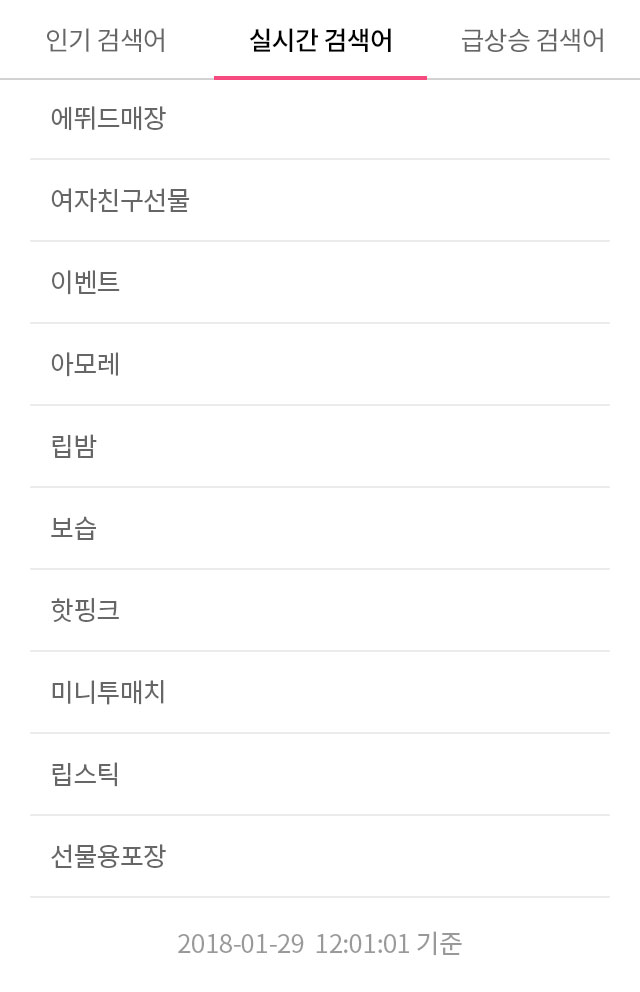 인기 검색어 실시간 검색어 급상승 검색어
에뛰드매장
여자친구선물
이벤트
아모레
립밤
보습
핫핑크
미니투매치
립스틱
선물용포장
2018-01-29 12:01:01 기준